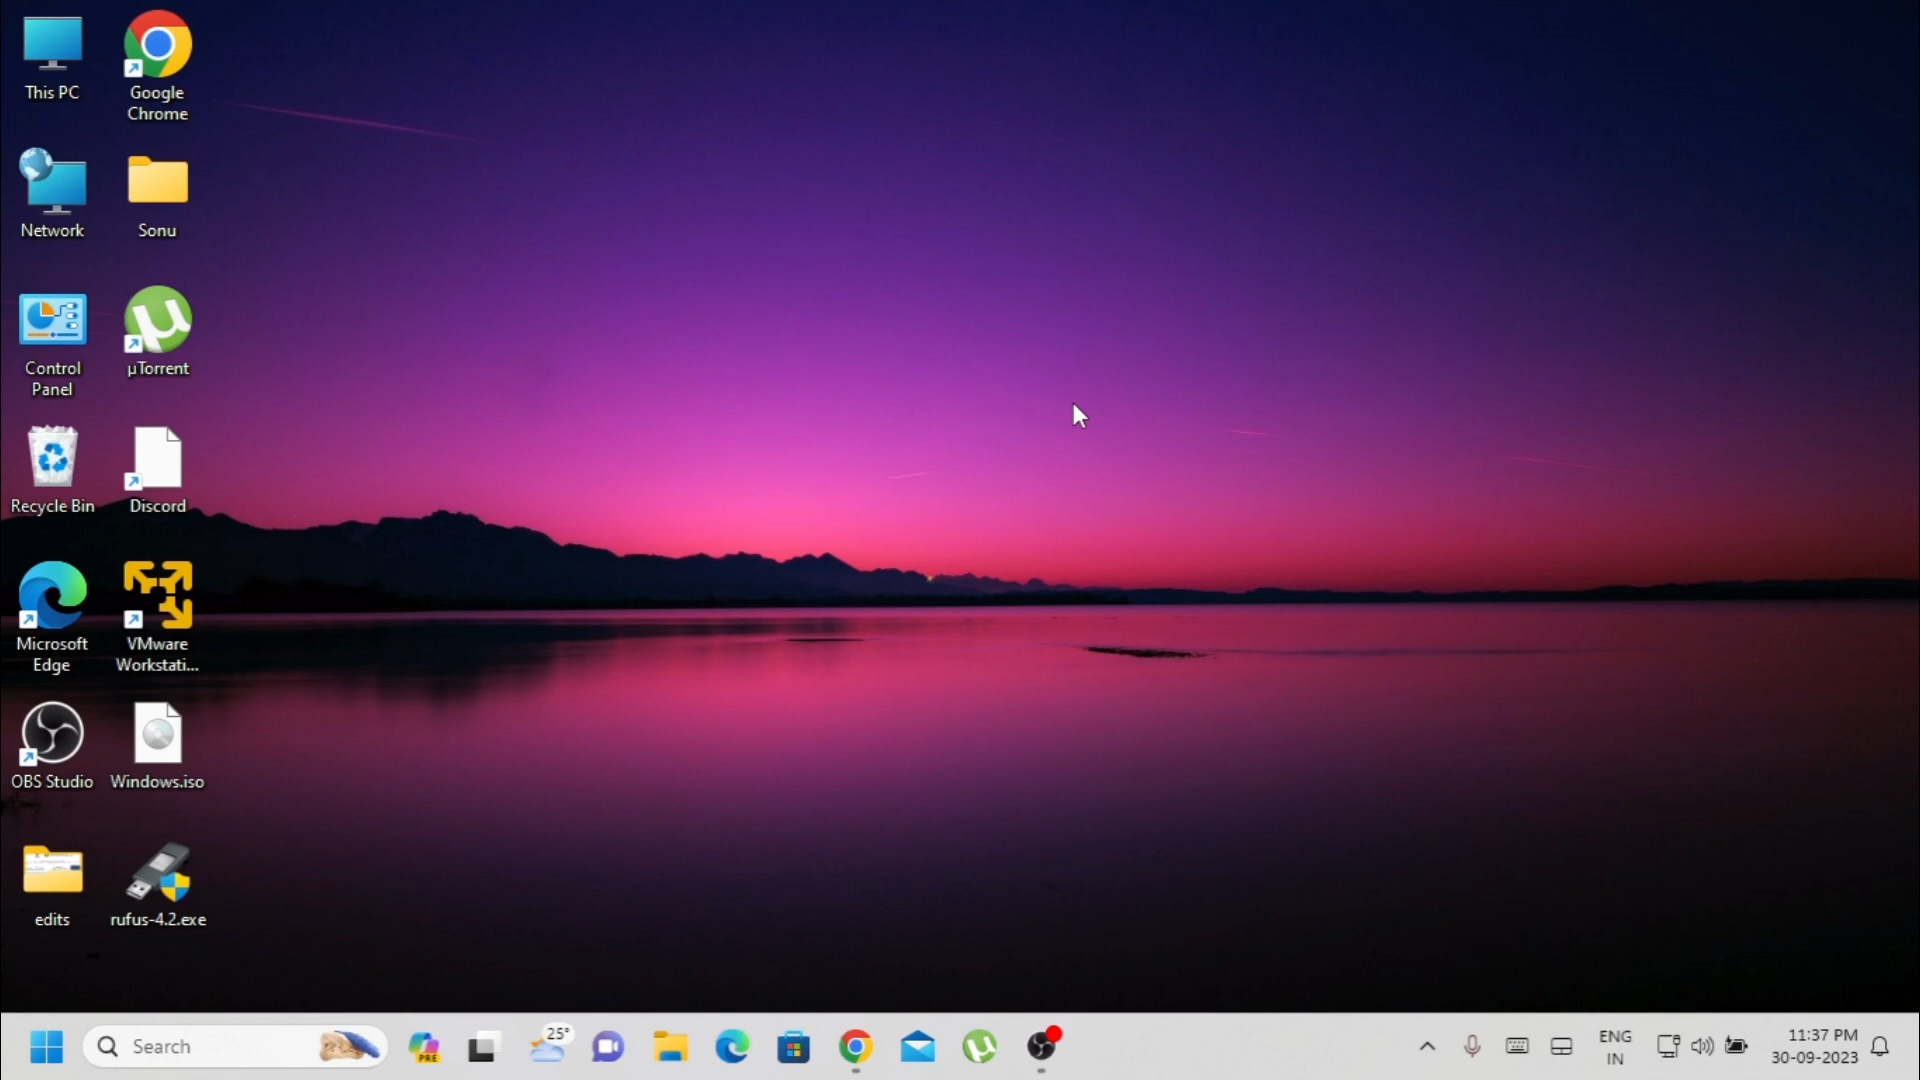 This PC
Google
Chrome
Network
Sonu
Control
Panel
µTorrent
Recycle Bin
Discord
Microsoft
Edge
VMware
Workstati...
OBS Studio
Windows.iso
edits
rufus-4.2.exe
Search
PRE
25°
ENG
IN
11:37 PM
30-09-2023